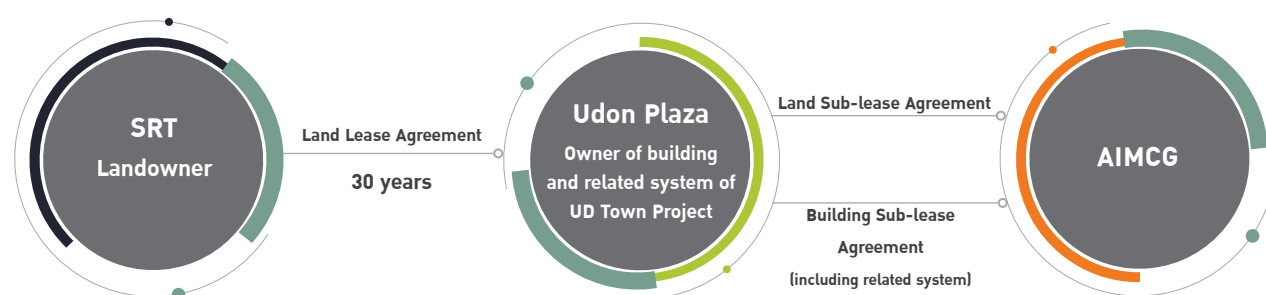 SRT
Landowner
Land Lease Agreement
30 years
Udon Plaza
Owner of building
and related system of
UD Town Project
Land Sub-lease Agreement
Building Sub-lease
Agreement
(including related system)
AIMCG